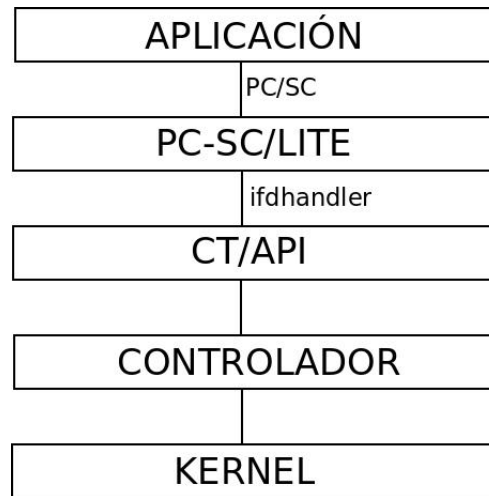 APLICACIÓN
PC/SC
PC-SC/LITE
ifdhandler
CT/API
CONTROLADOR
KERNEL